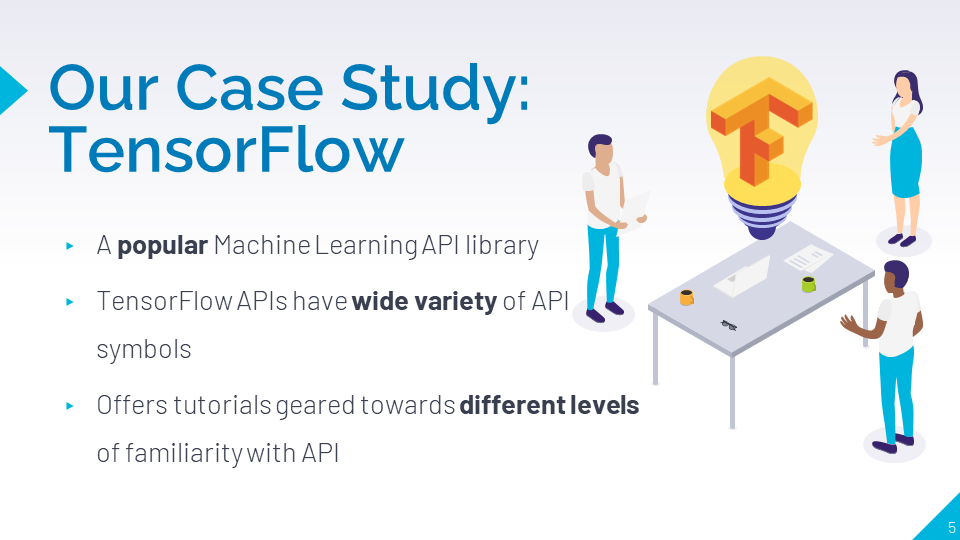 Our Case Study:
TensorFlow
A popular Machine Learning API library
TensorFlow APIs have wide variety of API
symbols
Offers tutorials geared towards different levels
of familiarity with API
5